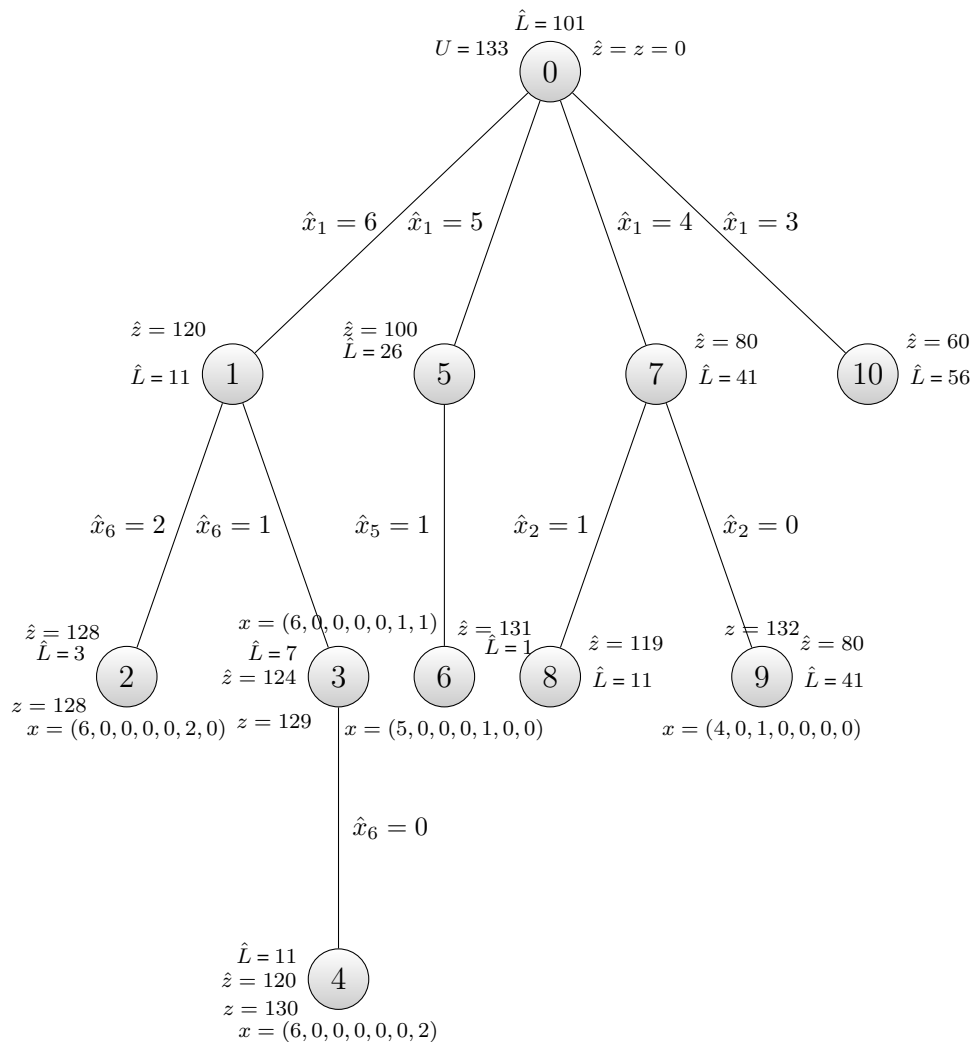 L̂ = 101
U = 133
ẑ = z = 0
0
x̂₁ = 6
x̂₁ = 5
x̂₁ = 4
x̂₁ = 3
ẑ = 120
L̂ = 11
1
ẑ = 100
L̂ = 26
5
ẑ = 80
L̂ = 41
7
ẑ = 60
L̂ = 56
10
x̂₆ = 2
x̂₆ = 1
x̂₅ = 1
x̂₂ = 1
x̂₂ = 0
ẑ = 128
L̂ = 3
2
z = 128
x = (6, 0, 0, 0, 0, 2, 0)
x = (6, 0, 0, 0, 0, 1, 1)
L̂ = 7
ẑ = 124
3
z = 129
ẑ = 131
L̂ = 1
6
x = (5, 0, 0, 0, 1, 0, 0)
ẑ = 119
L̂ = 11
8
z = 132
ẑ = 80
L̂ = 41
9
x = (4, 0, 1, 0, 0, 0, 0)
x̂₆ = 0
L̂ = 11
ẑ = 120
4
z = 130
x = (6, 0, 0, 0, 0, 0, 2)